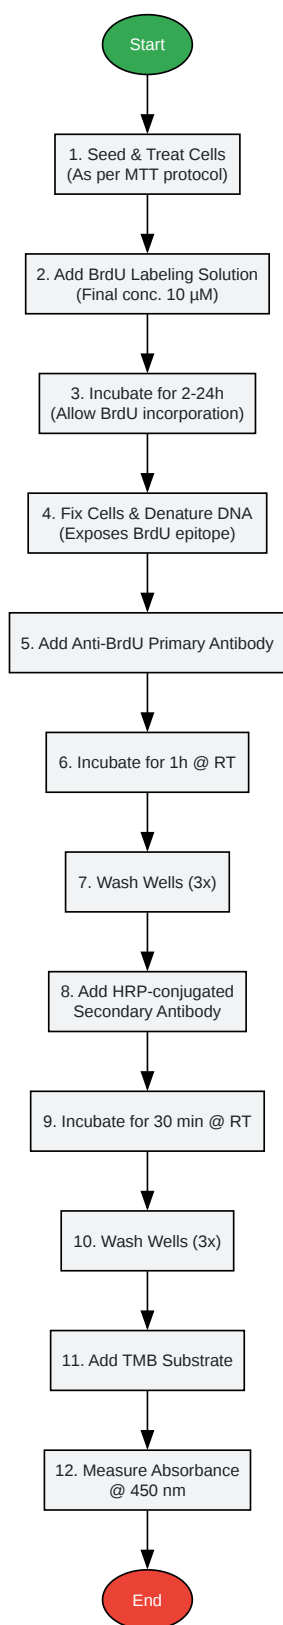 Start
1. Seed & Treat Cells
(As per MTT protocol)
2. Add BrdU Labeling Solution
(Final conc. 10 µM)
3. Incubate for 2-24h
(Allow BrdU incorporation)
4. Fix Cells & Denature DNA
(Exposes BrdU epitope)
5. Add Anti-BrdU Primary Antibody
6. Incubate for 1h @ RT
7. Wash Wells (3x)
8. Add HRP-conjugated
Secondary Antibody
9. Incubate for 30 min @ RT
10. Wash Wells (3x)
11. Add TMB Substrate
12. Measure Absorbance
@ 450 nm
End